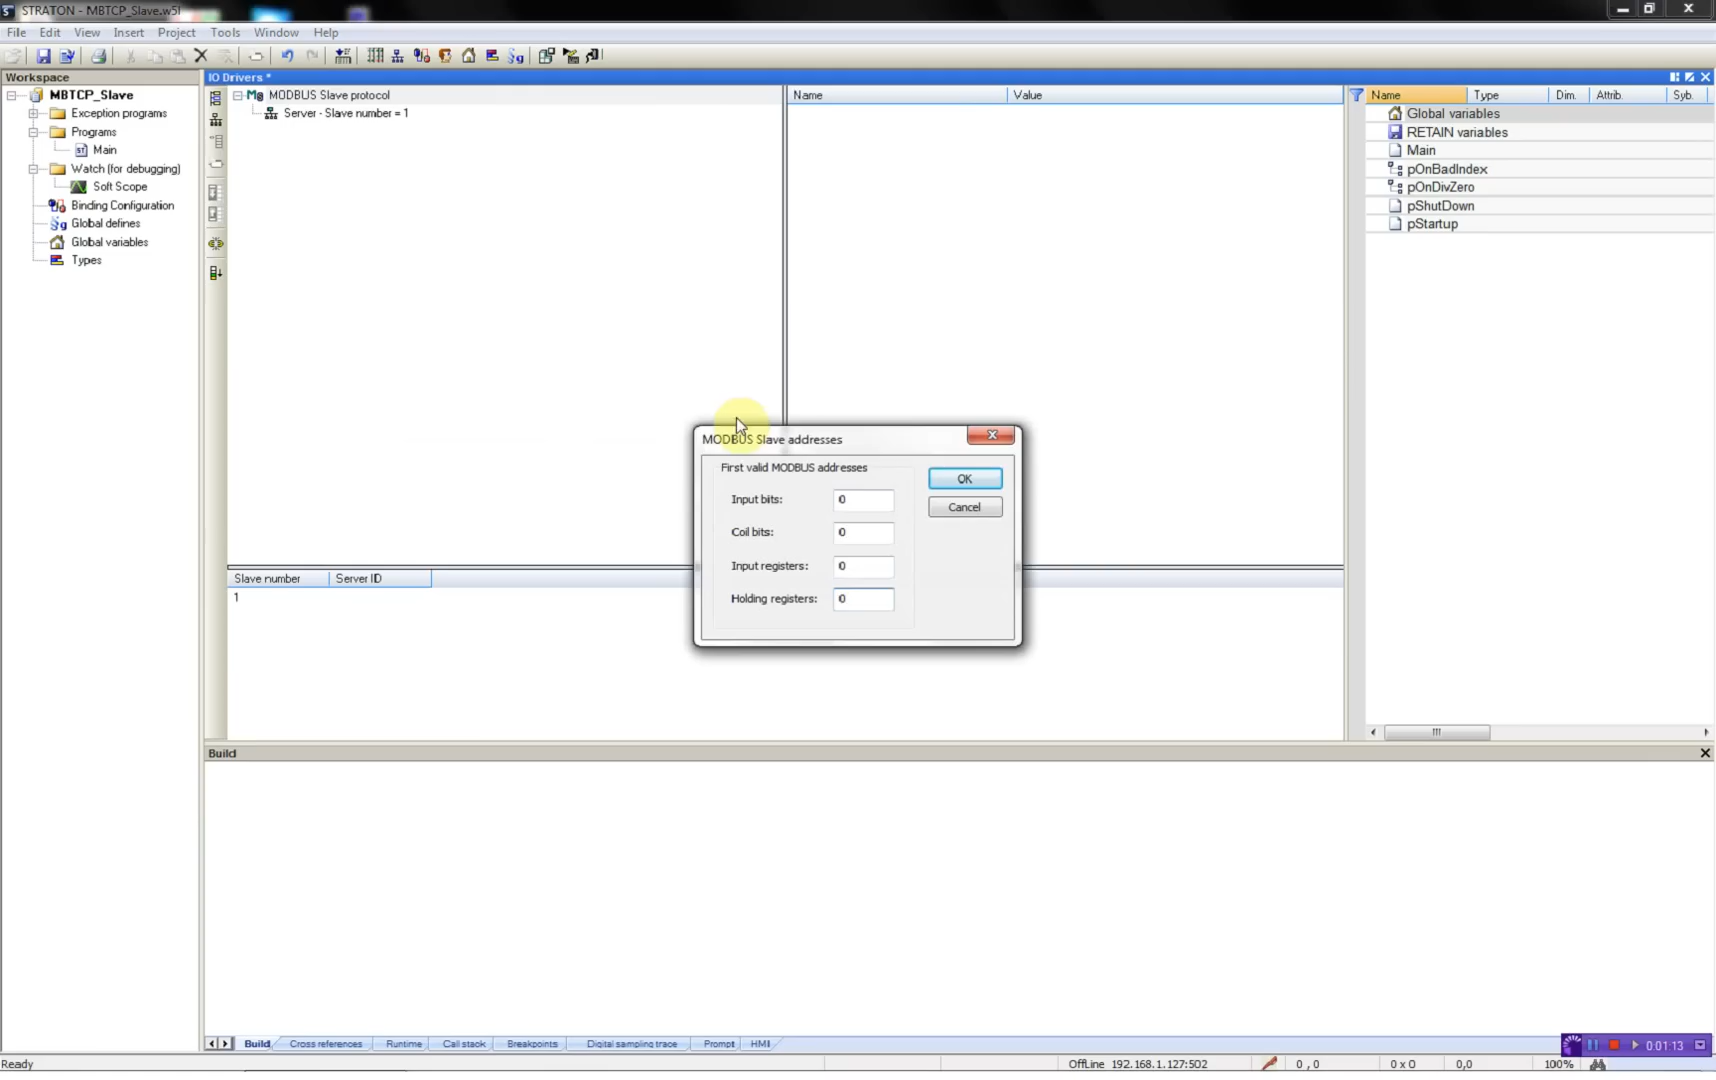 STRATON - MBTCP_Slave.w5l
File Edit View Insert Project Tools Window Help
Workspace
MBTCP_Slave
Exception programs
Programs
Main
Watch (for debugging)
Soft Scope
Binding Configuration
Global defines
Global variables
Types
IO Drivers *
MODBUS Slave protocol
Server - Slave number = 1
Name Value
Name Type Dim. Attrib. Syb.
Global variables
RETAIN variables
Main
pOnBadIndex
pOnDivZero
pShutDown
pStartup
MODBUS Slave addresses
First valid MODBUS addresses
Input bits: 0
Coil bits: 0
Input registers: 0
Holding registers: 0
OK
Cancel
Slave number Server ID
1
Build
Build Cross references Runtime Call stack Breakpoints Digital sampling trace Prompt HMI
0:01:13
Ready
OffLine 192.168.1.127:502 0 , 0 0 x 0 0,0 100%